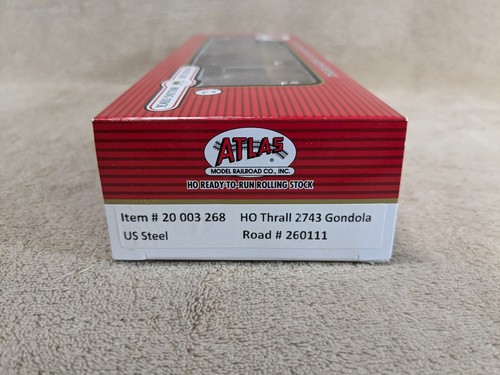 ATLAS
®
MODEL RAILROAD CO., INC.
HO READY-TO-RUN ROLLING STOCK
Item # 20 003 268 HO Thrall 2743 Gondola
US Steel Road # 260111